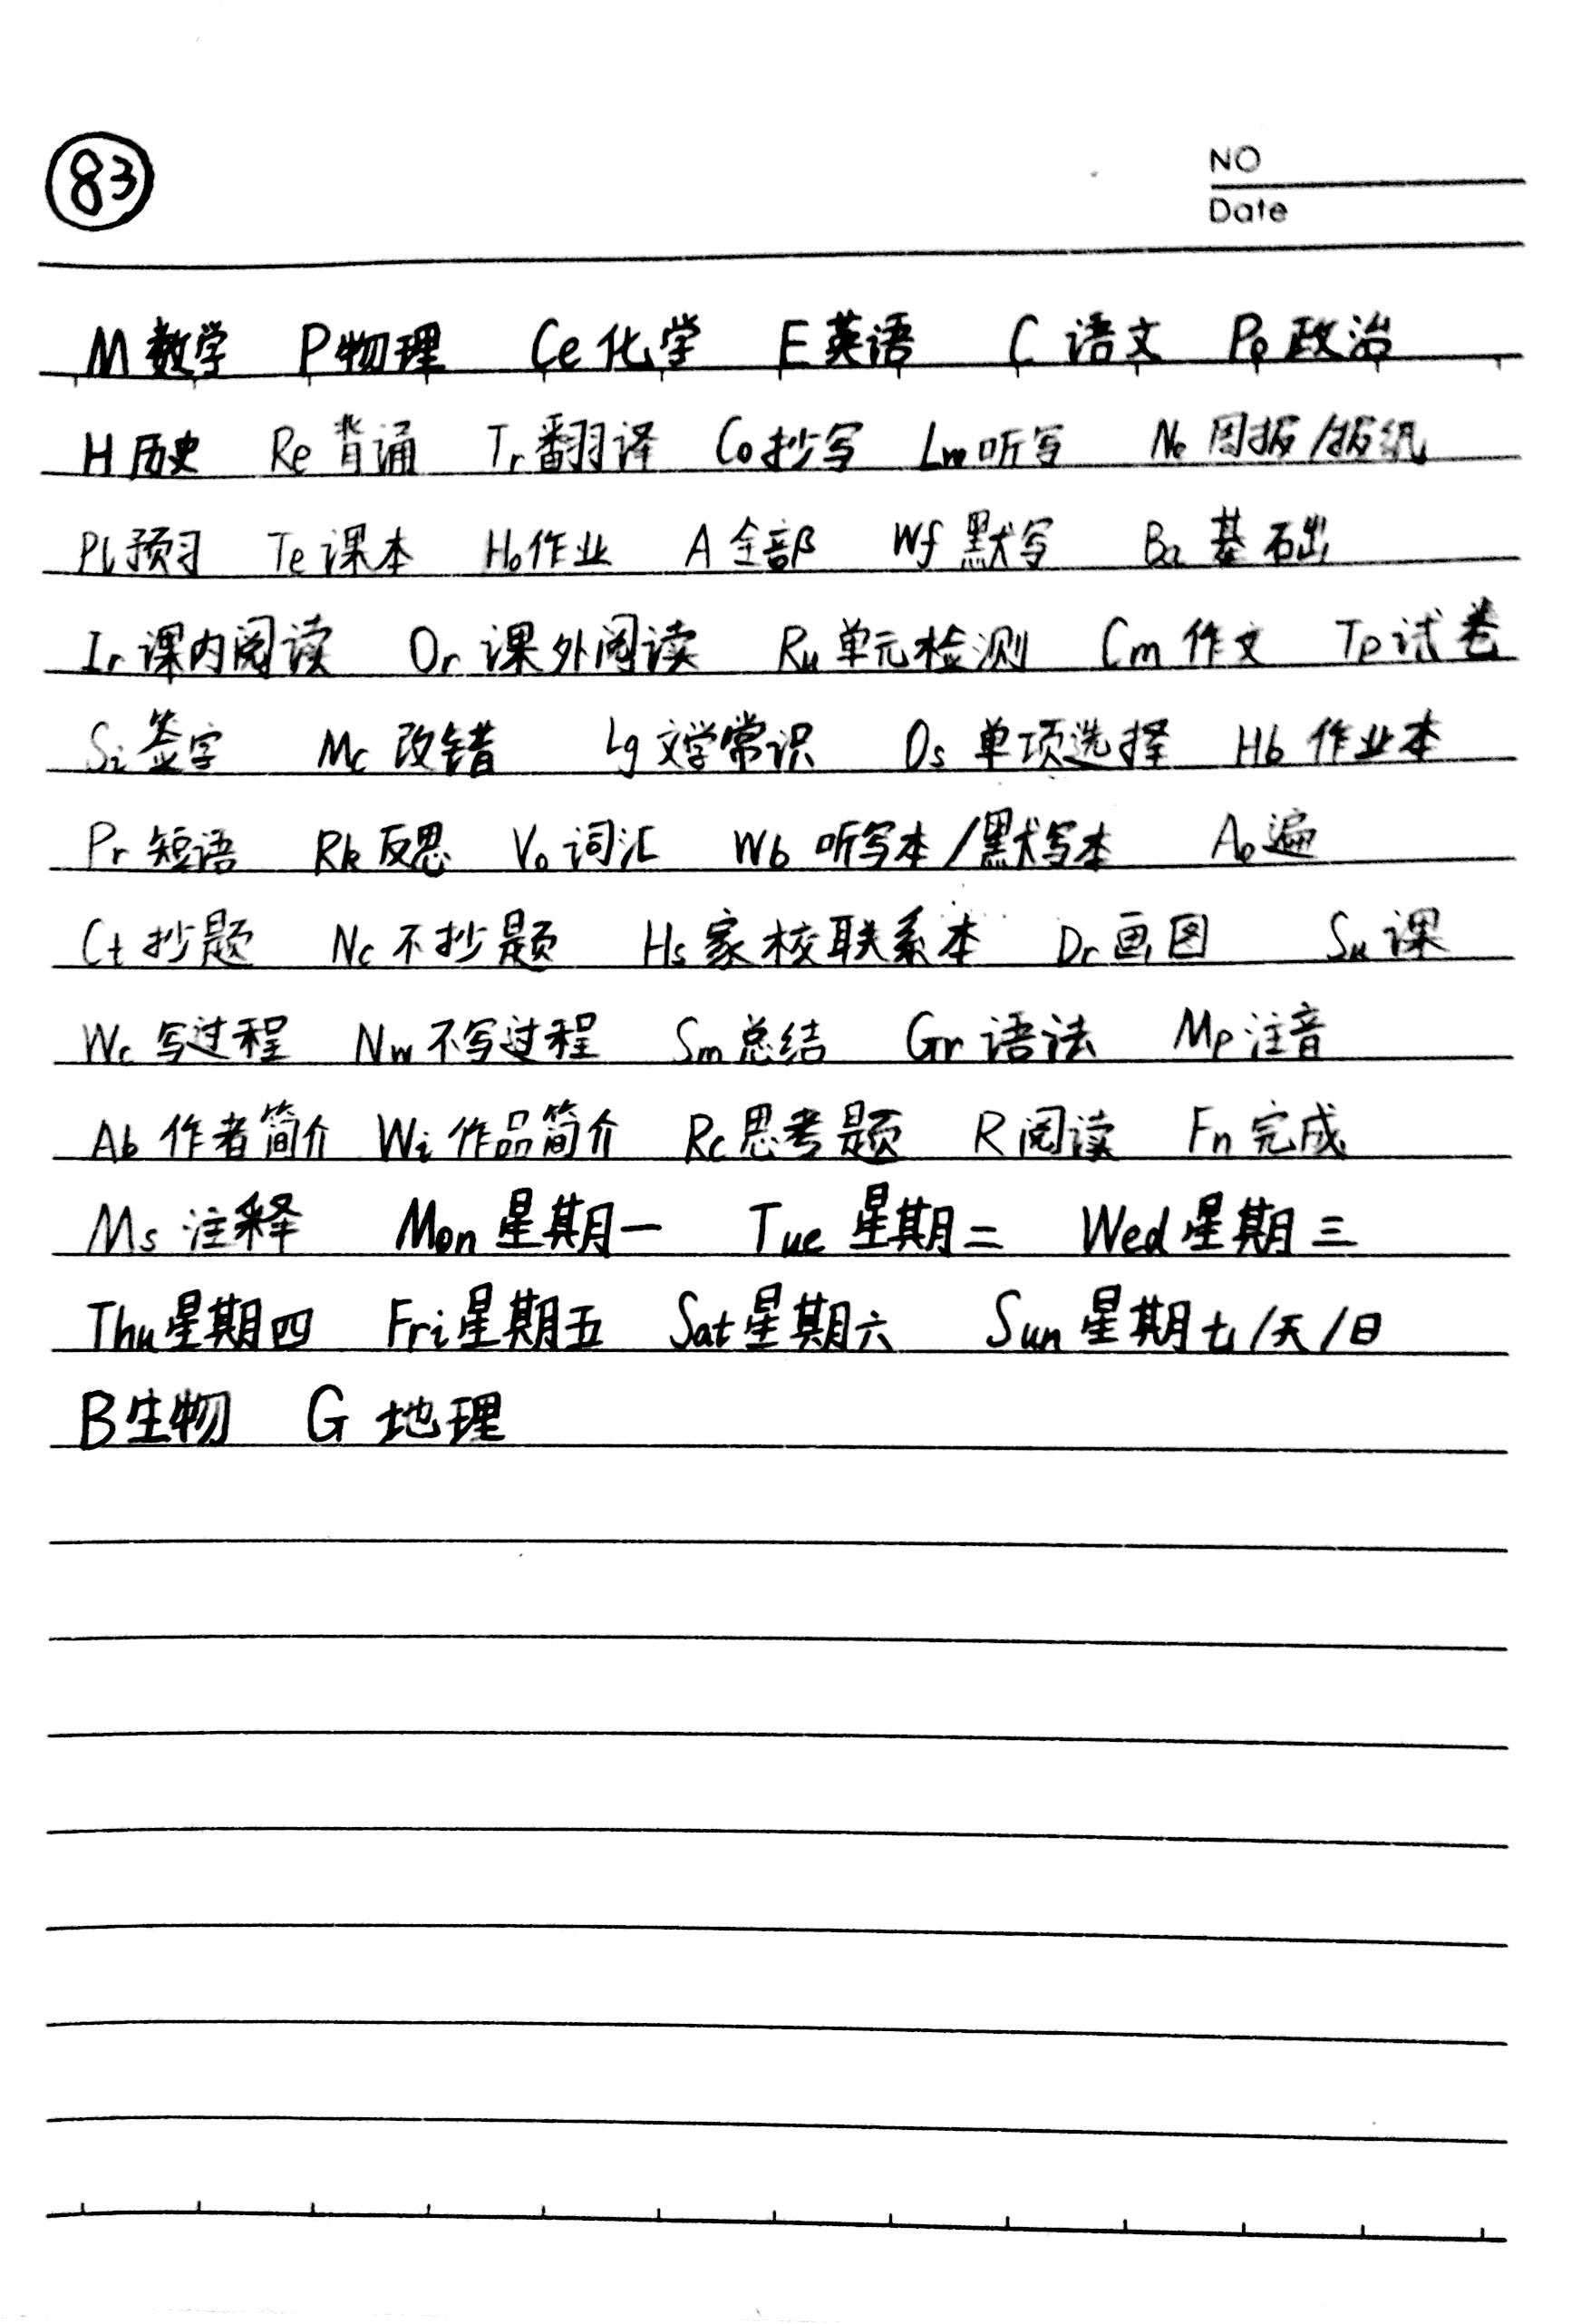 83
NO
Date
M 数学 P 物理 Ce 化学 E 英语 C 语文 Po 政治
H 历史 Re 背诵 Tr 翻译 Co 抄写 Lw 听写 Ne 周报/报纸
Pl 预习 Te 课本 Ho 作业 A 全部 Wf 默写 Ba 基础
Ir 课内阅读 Or 课外阅读 Ru 单元检测 Cm 作文 Tp 试卷
Si 签字 Mc 改错 Lg 文学常识 Os 单项选择 Hb 作业本
Pr 短语 Rk 反思 Vo 词汇 Wb 听写本/默写本 Ao 遍
Ct 抄题 Nc 不抄题 Hs 家校联系本 Dr 画图 Su 课
Wc 写过程 Nw 不写过程 Sm 总结 Gr 语法 Mp 注音
Ab 作者简介 Wi 作品简介 Rc 思考题 R 阅读 Fn 完成
Ms 注释 Mon 星期一 Tue 星期二 Wed 星期三
Thu 星期四 Fri 星期五 Sat 星期六 Sun 星期七/天/日
B 生物 G 地理